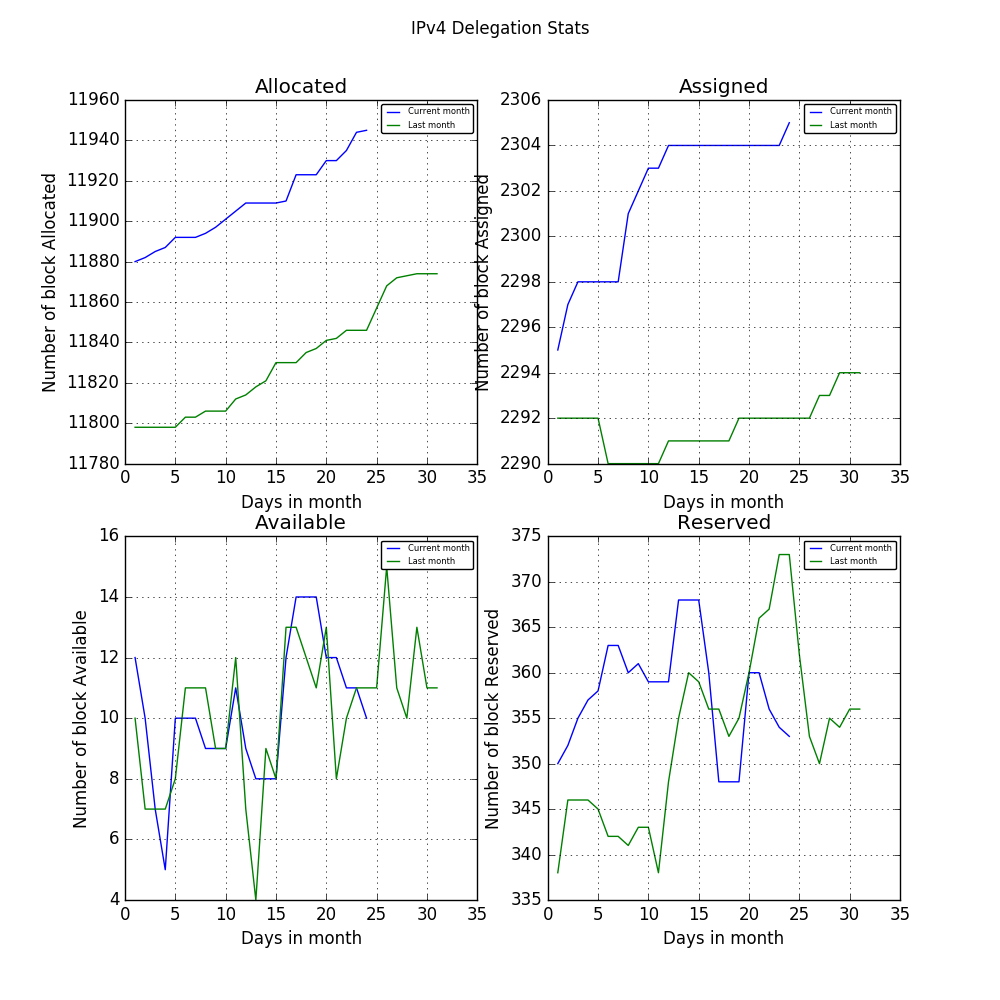 IPv4 Delegation Stats
Allocated
Number of block Allocated
11960
11940
11920
11900
11880
11860
11840
11820
11800
11780
0 5 10 15 20 25 30 35
Days in month
Current month
Last month
Assigned
Number of block Assigned
2306
2304
2302
2300
2298
2296
2294
2292
2290
0 5 10 15 20 25 30 35
Days in month
Current month
Last month
Available
Number of block Available
16
14
12
10
8
6
4
0 5 10 15 20 25 30 35
Days in month
Current month
Last month
Reserved
Number of block Reserved
375
370
365
360
355
350
345
340
335
0 5 10 15 20 25 30 35
Days in month
Current month
Last month